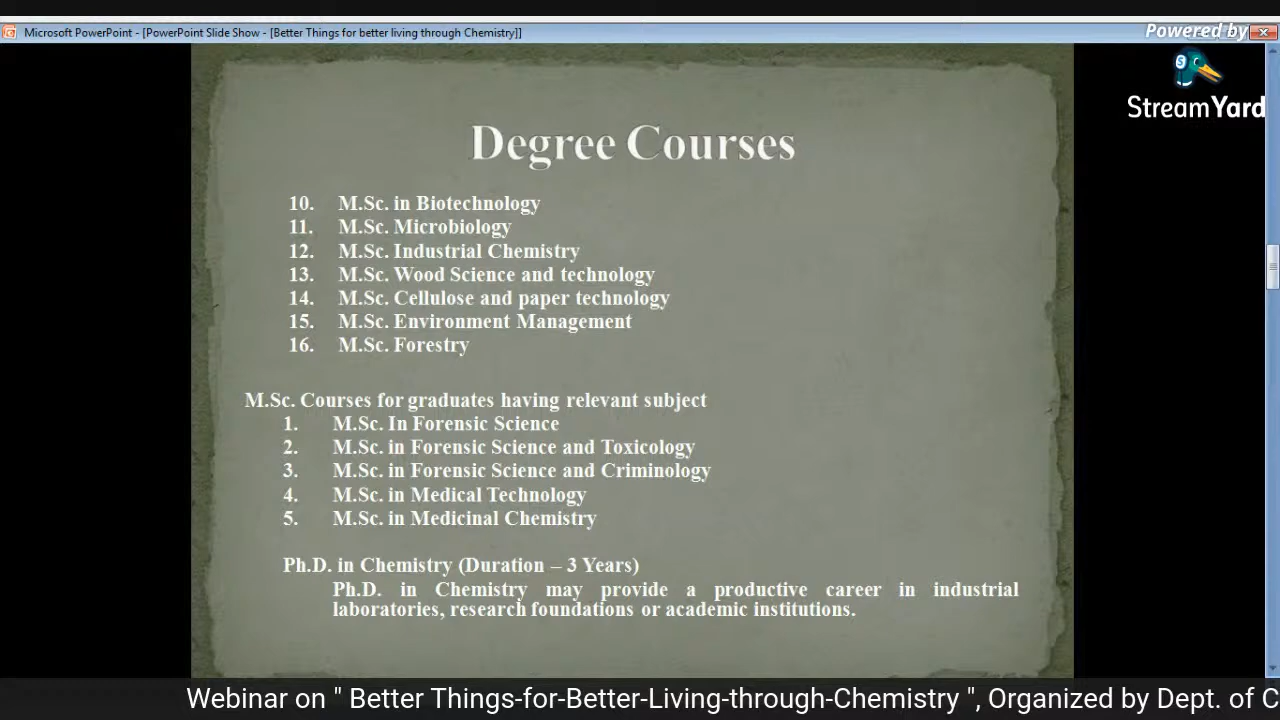 Microsoft PowerPoint - [PowerPoint Slide Show - [Better Things for better living through Chemistry]]
Powered by
StreamYard
Degree Courses
10. M.Sc. in Biotechnology
11. M.Sc. Microbiology
12. M.Sc. Industrial Chemistry
13. M.Sc. Wood Science and technology
14. M.Sc. Cellulose and paper technology
15. M.Sc. Environment Management
16. M.Sc. Forestry
M.Sc. Courses for graduates having relevant subject
1. M.Sc. In Forensic Science
2. M.Sc. in Forensic Science and Toxicology
3. M.Sc. in Forensic Science and Criminology
4. M.Sc. in Medical Technology
5. M.Sc. in Medicinal Chemistry
Ph.D. in Chemistry (Duration – 3 Years)
Ph.D. in Chemistry may provide a productive career in industrial
laboratories, research foundations or academic institutions.
Webinar on " Better Things-for-Better-Living-through-Chemistry ", Organized by Dept. of C